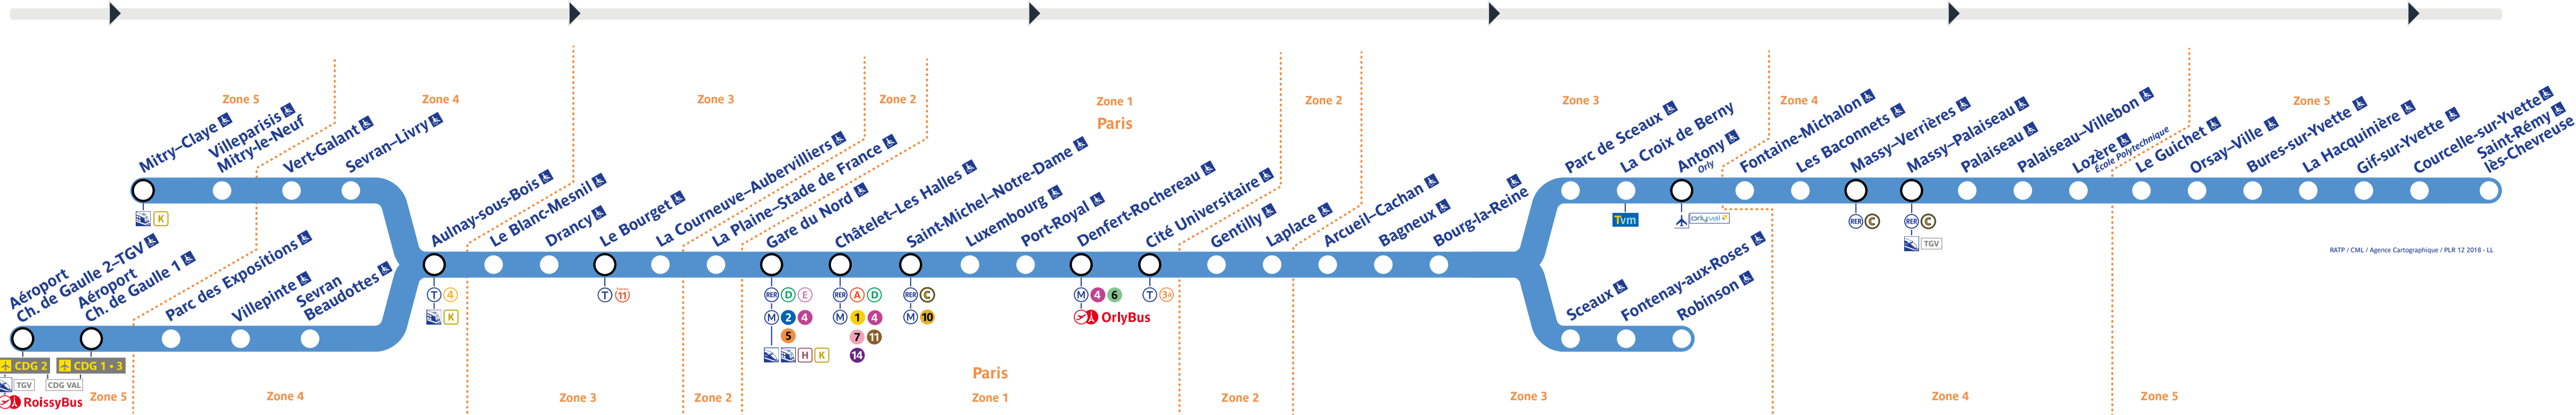 Zone 5
Zone 4
Zone 3
Zone 2
Zone 1
Paris
Zone 2
Zone 3
Zone 4
Zone 5
Mitry–Claye
Villeparisis
Mitry-le-Neuf
Vert-Galant
Sevran–Livry
K
Aéroport
Ch. de Gaulle 2–TGV
Aéroport
Ch. de Gaulle 1
Parc des Expositions
Villepinte
Sevran
Beaudottes
CDG 2
CDG 1 • 3
TGV
CDG VAL
RoissyBus
Aulnay-sous-Bois
T 4
K
Le Blanc-Mesnil
Drancy
Le Bourget
T 11
La Courneuve–Aubervilliers
La Plaine–Stade de France
Gare du Nord
RER D E
M 2 4
5
H K
Châtelet–Les Halles
RER A D
M 1 4
7 11
14
Saint-Michel–Notre-Dame
RER C
M 10
Luxembourg
Port-Royal
Denfert-Rochereau
M 4 6
OrlyBus
Cité Universitaire
T 3a
Gentilly
Laplace
Arcueil–Cachan
Bagneux
Bourg-la-Reine
Parc de Sceaux
La Croix de Berny
Tvm
Antony
Orly
orlyval
Fontaine-Michalon
Les Baconnets
Massy–Verrières
RER C
Massy–Palaiseau
RER C
TGV
Palaiseau
Palaiseau–Villebon
Lozère
École Polytechnique
Le Guichet
Orsay–Ville
Bures-sur-Yvette
La Hacquinière
Gif-sur-Yvette
Courcelle-sur-Yvette
Saint-Rémy
lès-Chevreuse
Sceaux
Fontenay-aux-Roses
Robinson
RATP / CML / Agence Cartographique / PLR 12 2018 - LL
Zone 5
Zone 4
Zone 3
Zone 2
Paris
Zone 1
Zone 2
Zone 3
Zone 4
Zone 5